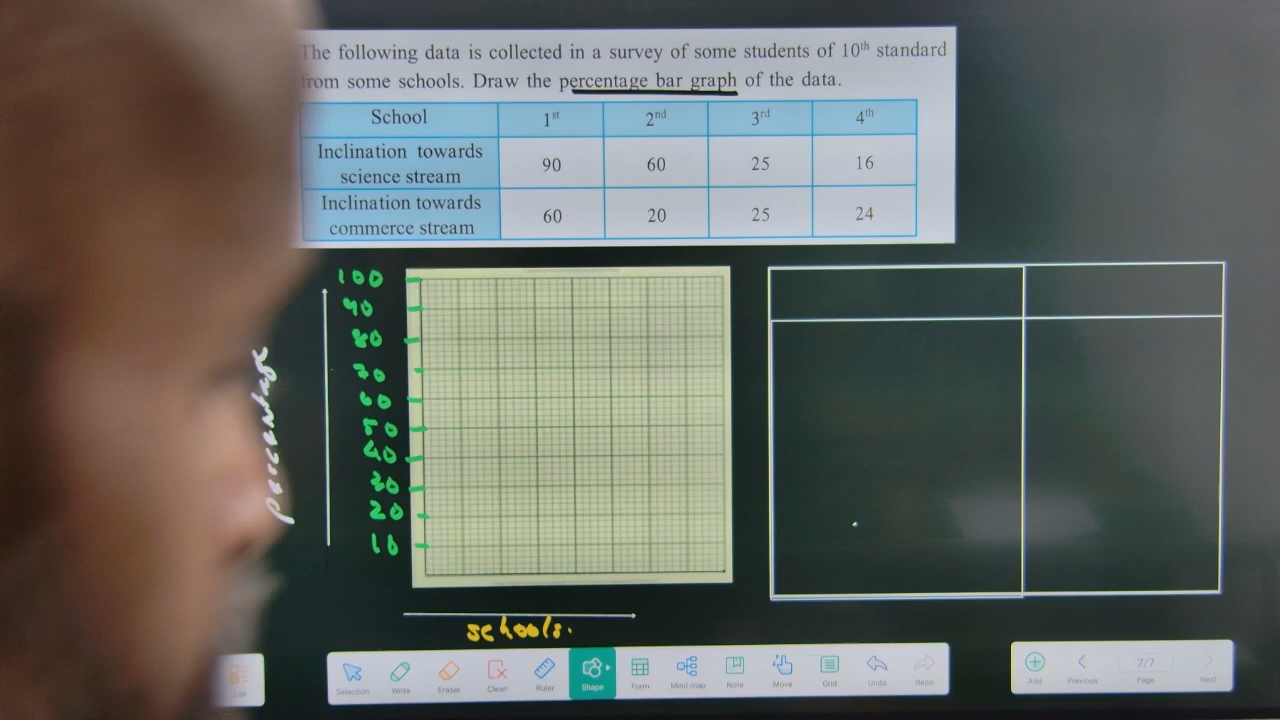 The following data is collected in a survey of some students of 10th standard
from some schools. Draw the percentage bar graph of the data.
School 1st 2nd 3rd 4th
Inclination towards
science stream 90 60 25 16
Inclination towards
commerce stream 60 20 25 24
100
90
80
70
60
50
40
30
20
10
percentage
schools.
Selection Write Eraser Clean Ruler Shape Form Mind map Note Move Grid Undo Redo
Add Previous 7/7 Page Next